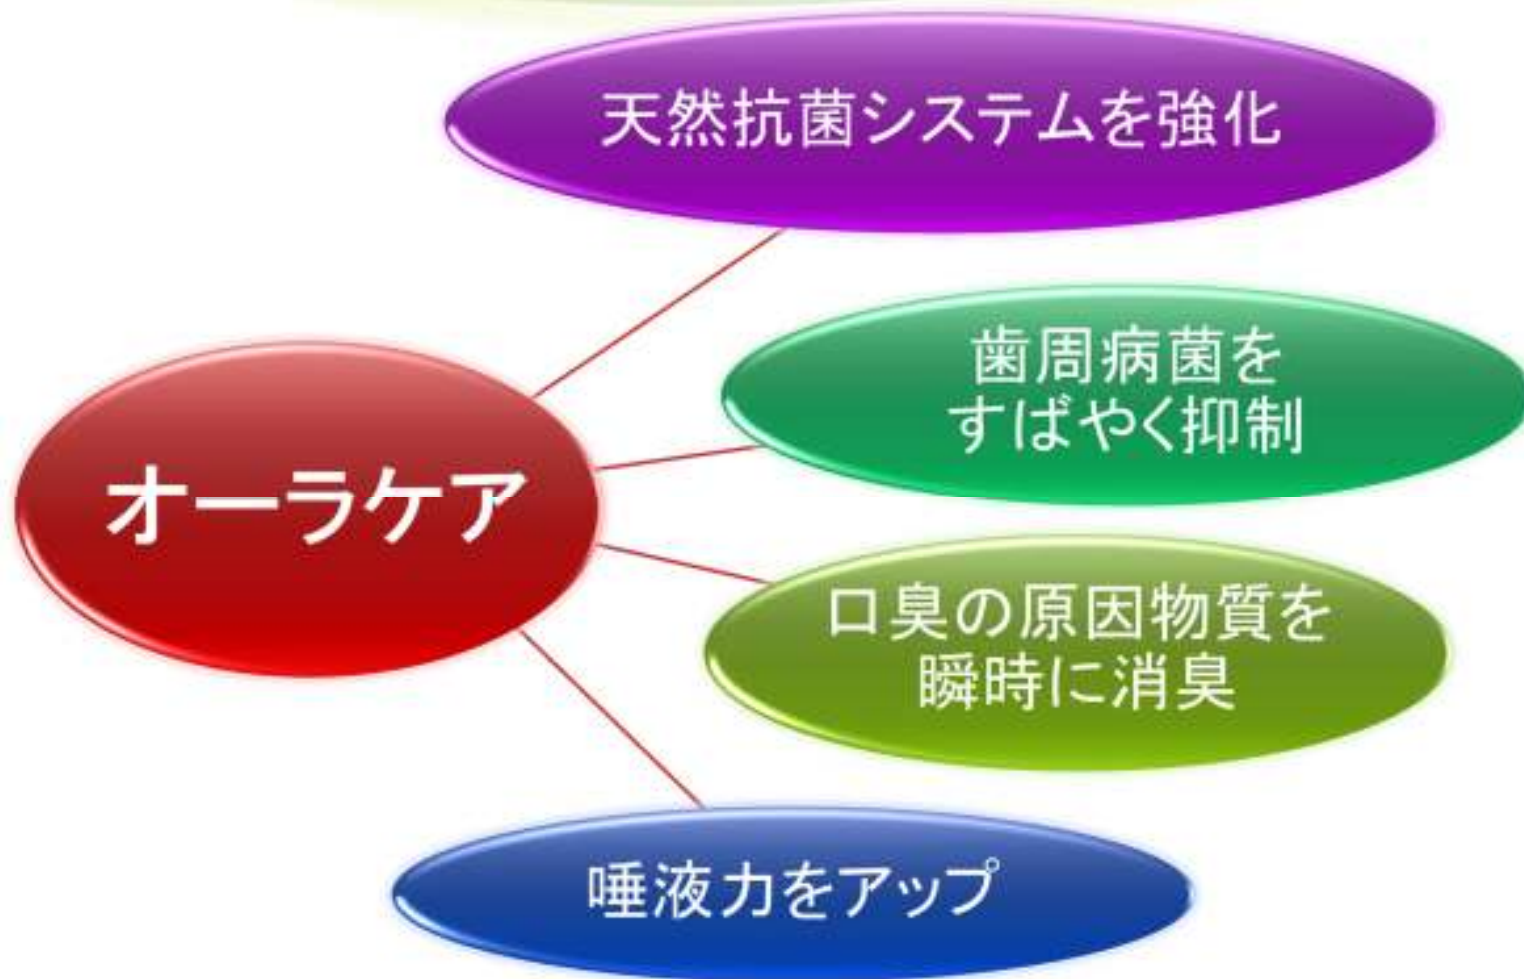 天然抗菌システムを強化
歯周病菌を
すばやく抑制
オーラケア
口臭の原因物質を
瞬時に消臭
唾液力をアップ